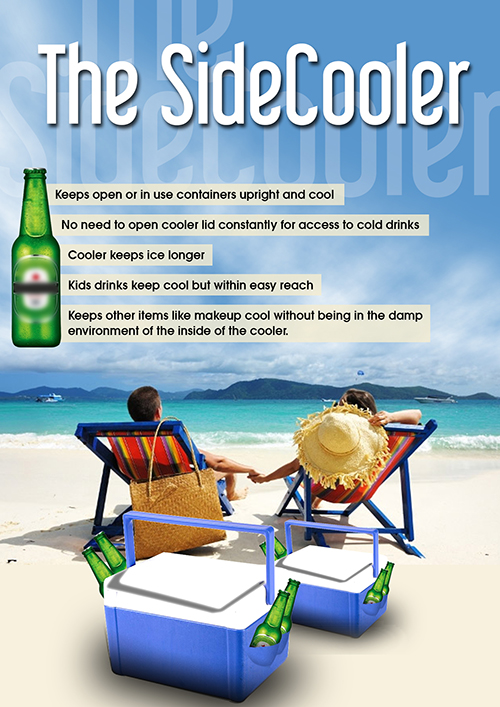 The SideCooler
Keeps open or in use containers upright and cool
No need to open cooler lid constantly for access to cold drinks
Cooler keeps ice longer
Kids drinks keep cool but within easy reach
Keeps other items like makeup cool without being in the damp
environment of the inside of the cooler.